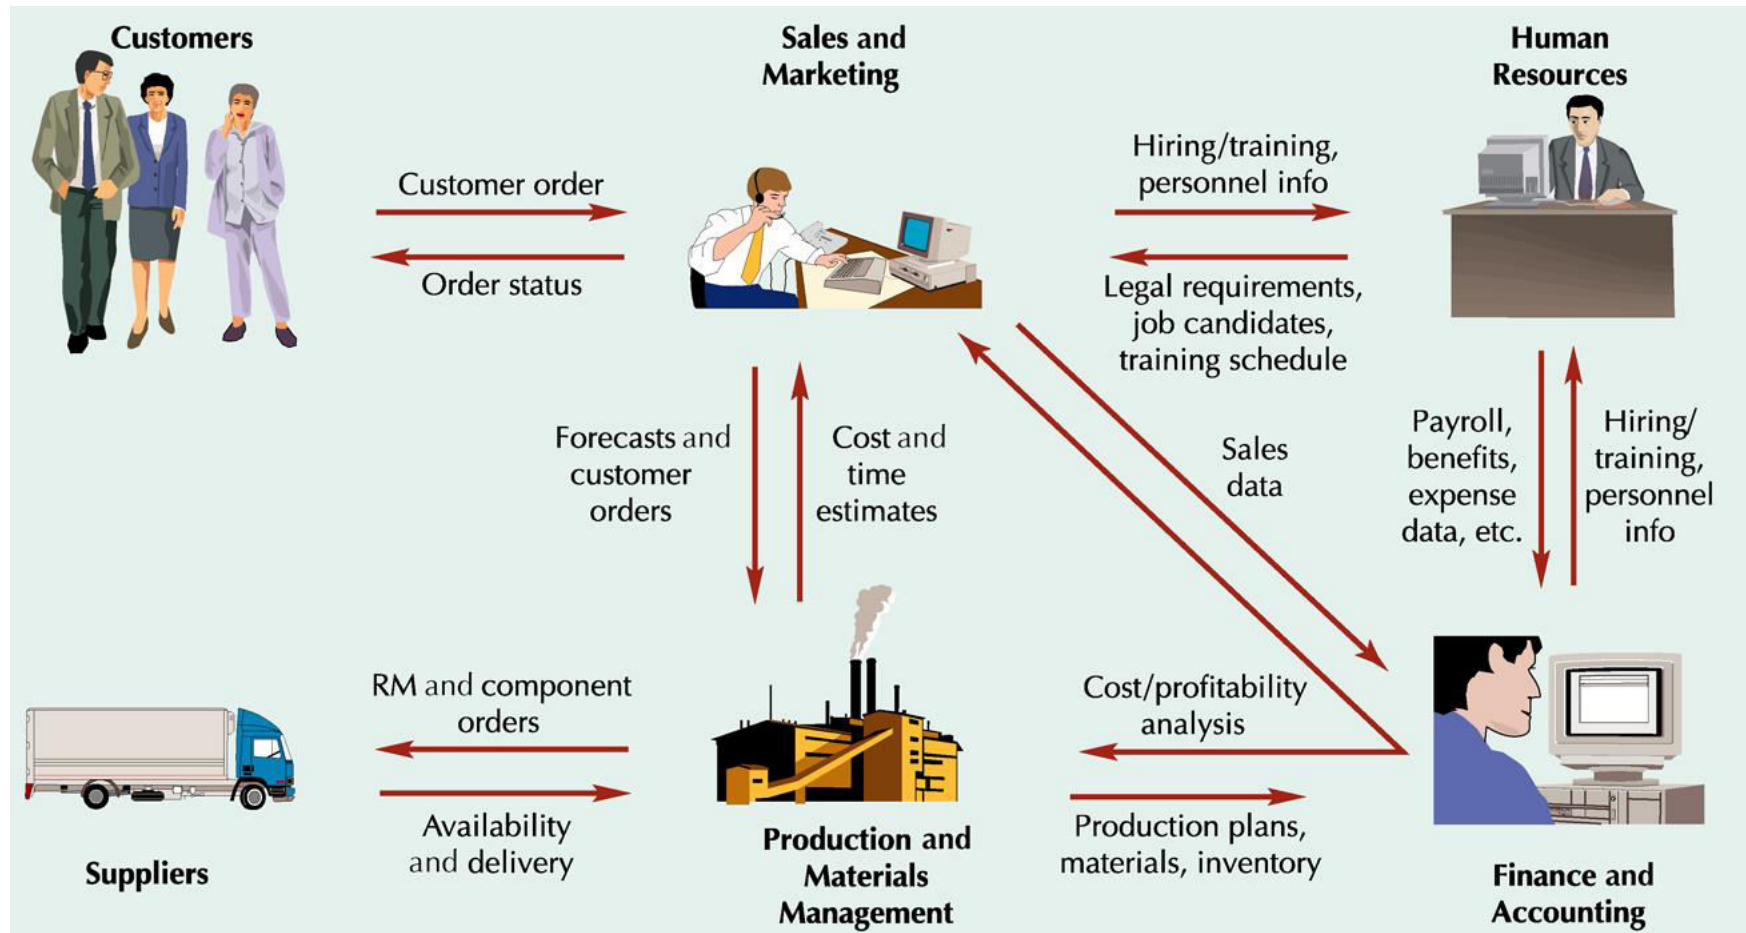 Customers
Sales and
Marketing
Human
Resources
Customer order
Order status
Hiring/training,
personnel info
Legal requirements,
job candidates,
training schedule
Forecasts and
customer
orders
Cost and
time
estimates
Sales
data
Payroll,
benefits,
expense
data, etc.
Hiring/
training,
personnel
info
RM and component
orders
Availability
and delivery
Cost/profitability
analysis
Production plans,
materials, inventory
Suppliers
Production and
Materials
Management
Finance and
Accounting